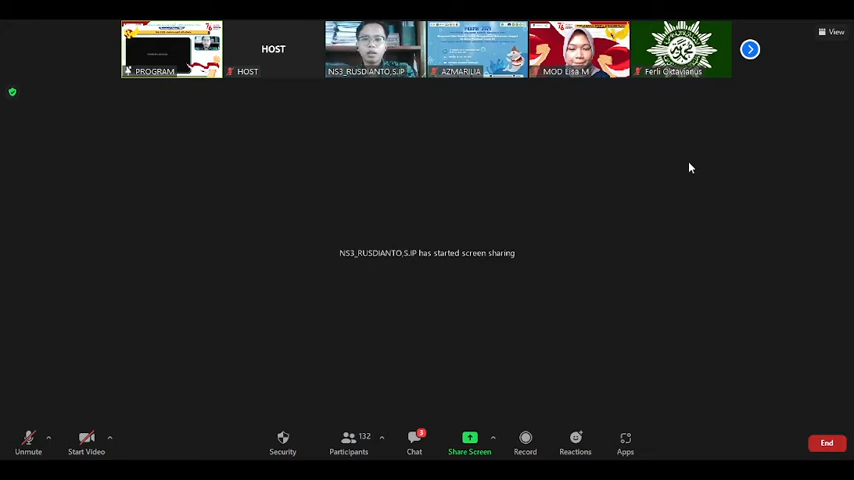 PROGRAM
HOST
HOST
NS3_RUSDIANTO,S.IP
AZMARILIA
MOD Lisa M
Ferli Oktavianus
View
NS3_RUSDIANTO,S.IP has started screen sharing
Unmute
Start Video
Security
Participants
132
Chat
3
Share Screen
Record
Reactions
Apps
End